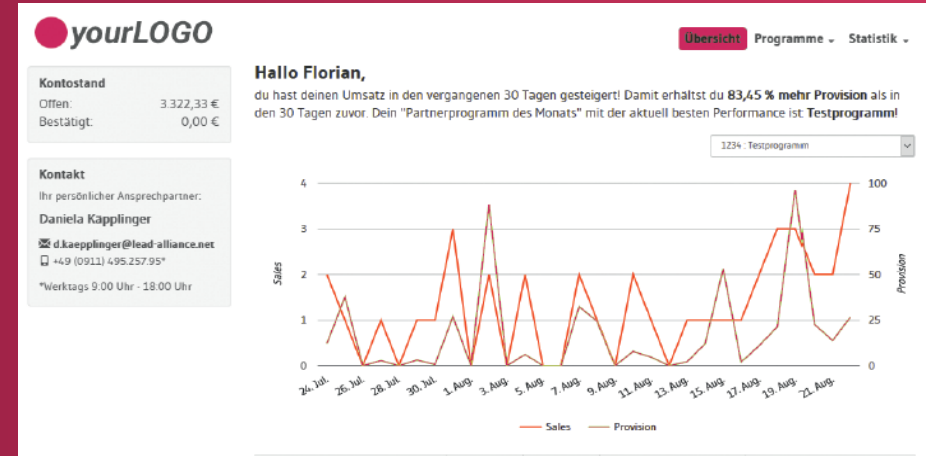 yourLOGO
Übersicht Programme Statistik
Kontostand
Offen: 3.322,33 €
Bestätigt: 0,00 €
Kontakt
Ihr persönlicher Ansprechpartner:
Daniela Käpplinger
d.kaepplinger@lead-alliance.net
+49 (0911) 495.257.95*
*Werktags 9:00 Uhr - 18:00 Uhr
Hallo Florian,
du hast deinen Umsatz in den vergangenen 30 Tagen gesteigert! Damit erhältst du 83,45 % mehr Provision als in
den 30 Tagen zuvor. Dein "Partnerprogramm des Monats" mit der aktuell besten Performance ist: Testprogramm!
1234 : Testprogramm
4 100
3 75
2 50
1 25
0 0
Sales
Provision
24. Jul. 26. Jul. 28. Jul. 30. Jul. 1. Aug. 3. Aug. 5. Aug. 7. Aug. 9. Aug. 11. Aug. 13. Aug. 15. Aug. 17. Aug. 19. Aug. 21. Aug.
Sales Provision